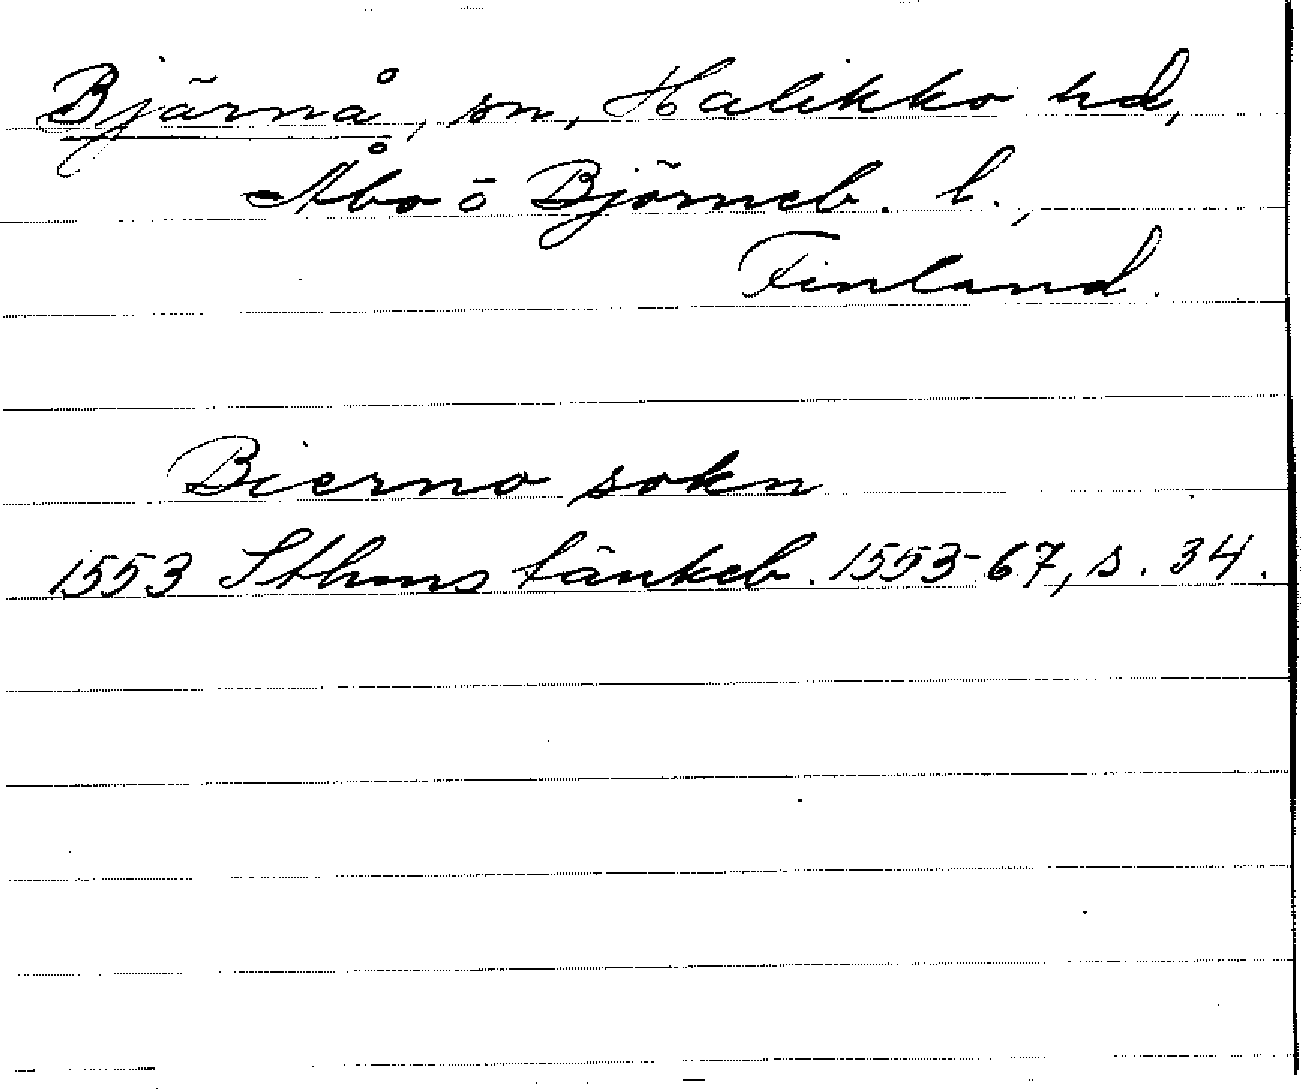 Bjärnå, sn, Halikko hd,
Åbo o Björneb. l.,
Finland.
Bierno sokn
1553 Sthms tänkeb. 1553-67, s. 34.